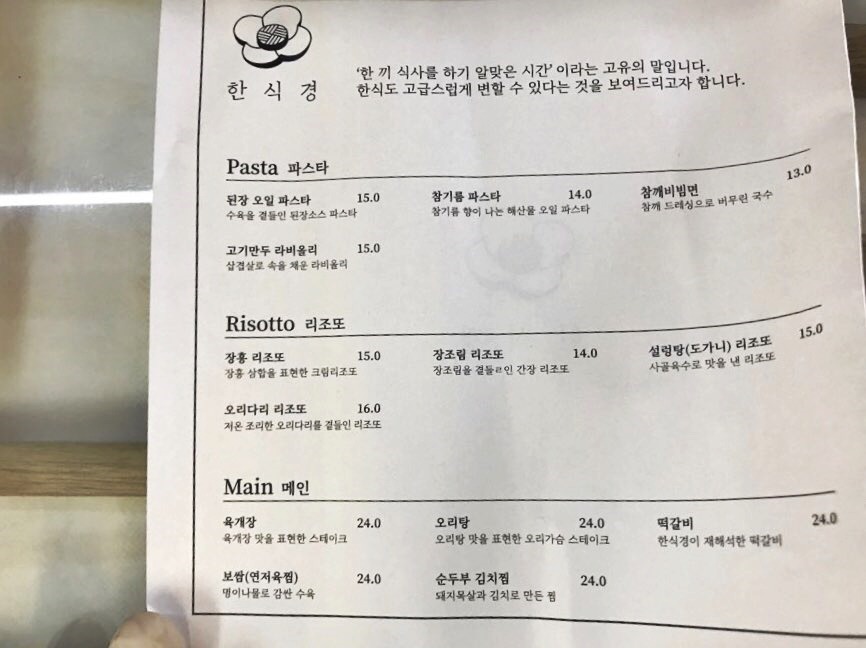 한식경
'한 끼 식사를 하기 알맞은 시간' 이라는 고유의 말입니다.
한식도 고급스럽게 변할 수 있다는 것을 보여드리고자 합니다.
Pasta 파스타
된장 오일 파스타 15.0
수육을 곁들인 된장소스 파스타
참기름 파스타 14.0
참기름 향이 나는 해산물 오일 파스타
참깨비빔면 13.0
참깨 드레싱으로 버무린 국수
고기만두 라비올리 15.0
삼겹살로 속을 채운 라비올리
Risotto 리조또
장흥 리조또 15.0
장흥 삼합을 표현한 크림리조또
장조림 리조또 14.0
장조림을 곁들ㄹ인 간장 리조또
설렁탕(도가니) 리조또 15.0
사골육수로 맛을 낸 리조또
오리다리 리조또 16.0
저온 조리한 오리다리를 곁들인 리조또
Main 메인
육개장 24.0
육개장 맛을 표현한 스테이크
오리탕 24.0
오리탕 맛을 표현한 오리가슴 스테이크
떡갈비 24.0
한식경이 재해석한 떡갈비
보쌈(연저육찜) 24.0
명이나물로 감싼 수육
순두부 김치찜 24.0
돼지목살과 김치로 만든 찜